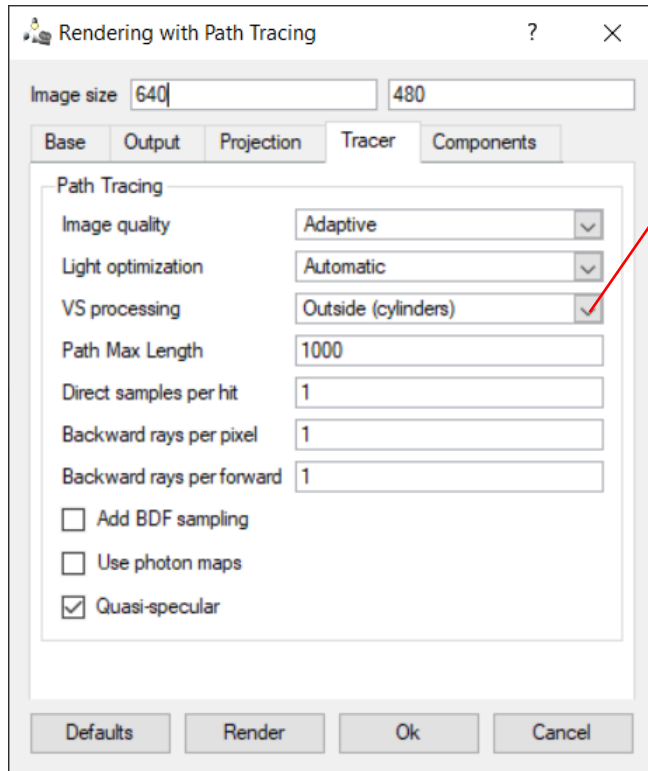 Rendering with Path Tracing ?
Image size 640 480
Base Output Projection Tracer Components
Path Tracing
Image quality Adaptive
Light optimization Automatic
VS processing Outside (cylinders)
Path Max Length 1000
Direct samples per hit 1
Backward rays per pixel 1
Backward rays per forward 1
Add BDF sampling
Use photon maps
Quasi-specular
Defaults Render Ok Cancel